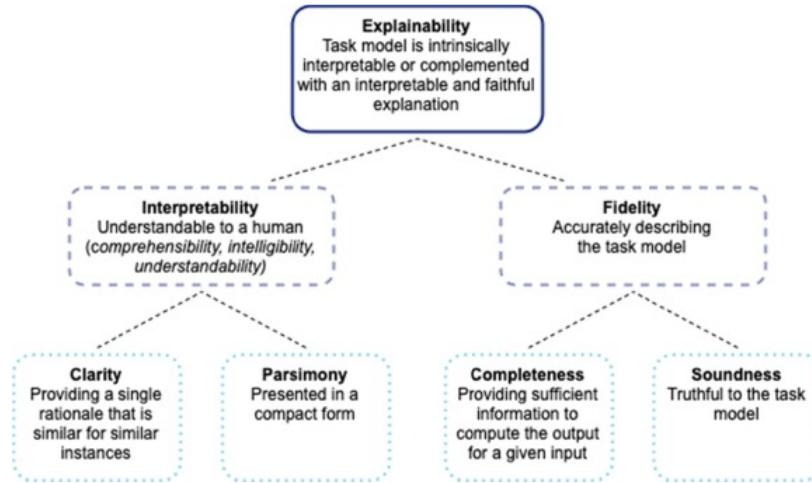 Explainability
Task model is intrinsically
interpretable or complemented
with an interpretable and faithful
explanation
Interpretability
Understandable to a human
(comprehensibility, intelligibility,
understandability)
Fidelity
Accurately describing
the task model
Clarity
Providing a single
rationale that is
similar for similar
instances
Parsimony
Presented in a
compact form
Completeness
Providing sufficient
information to
compute the output
for a given input
Soundness
Truthful to the task
model